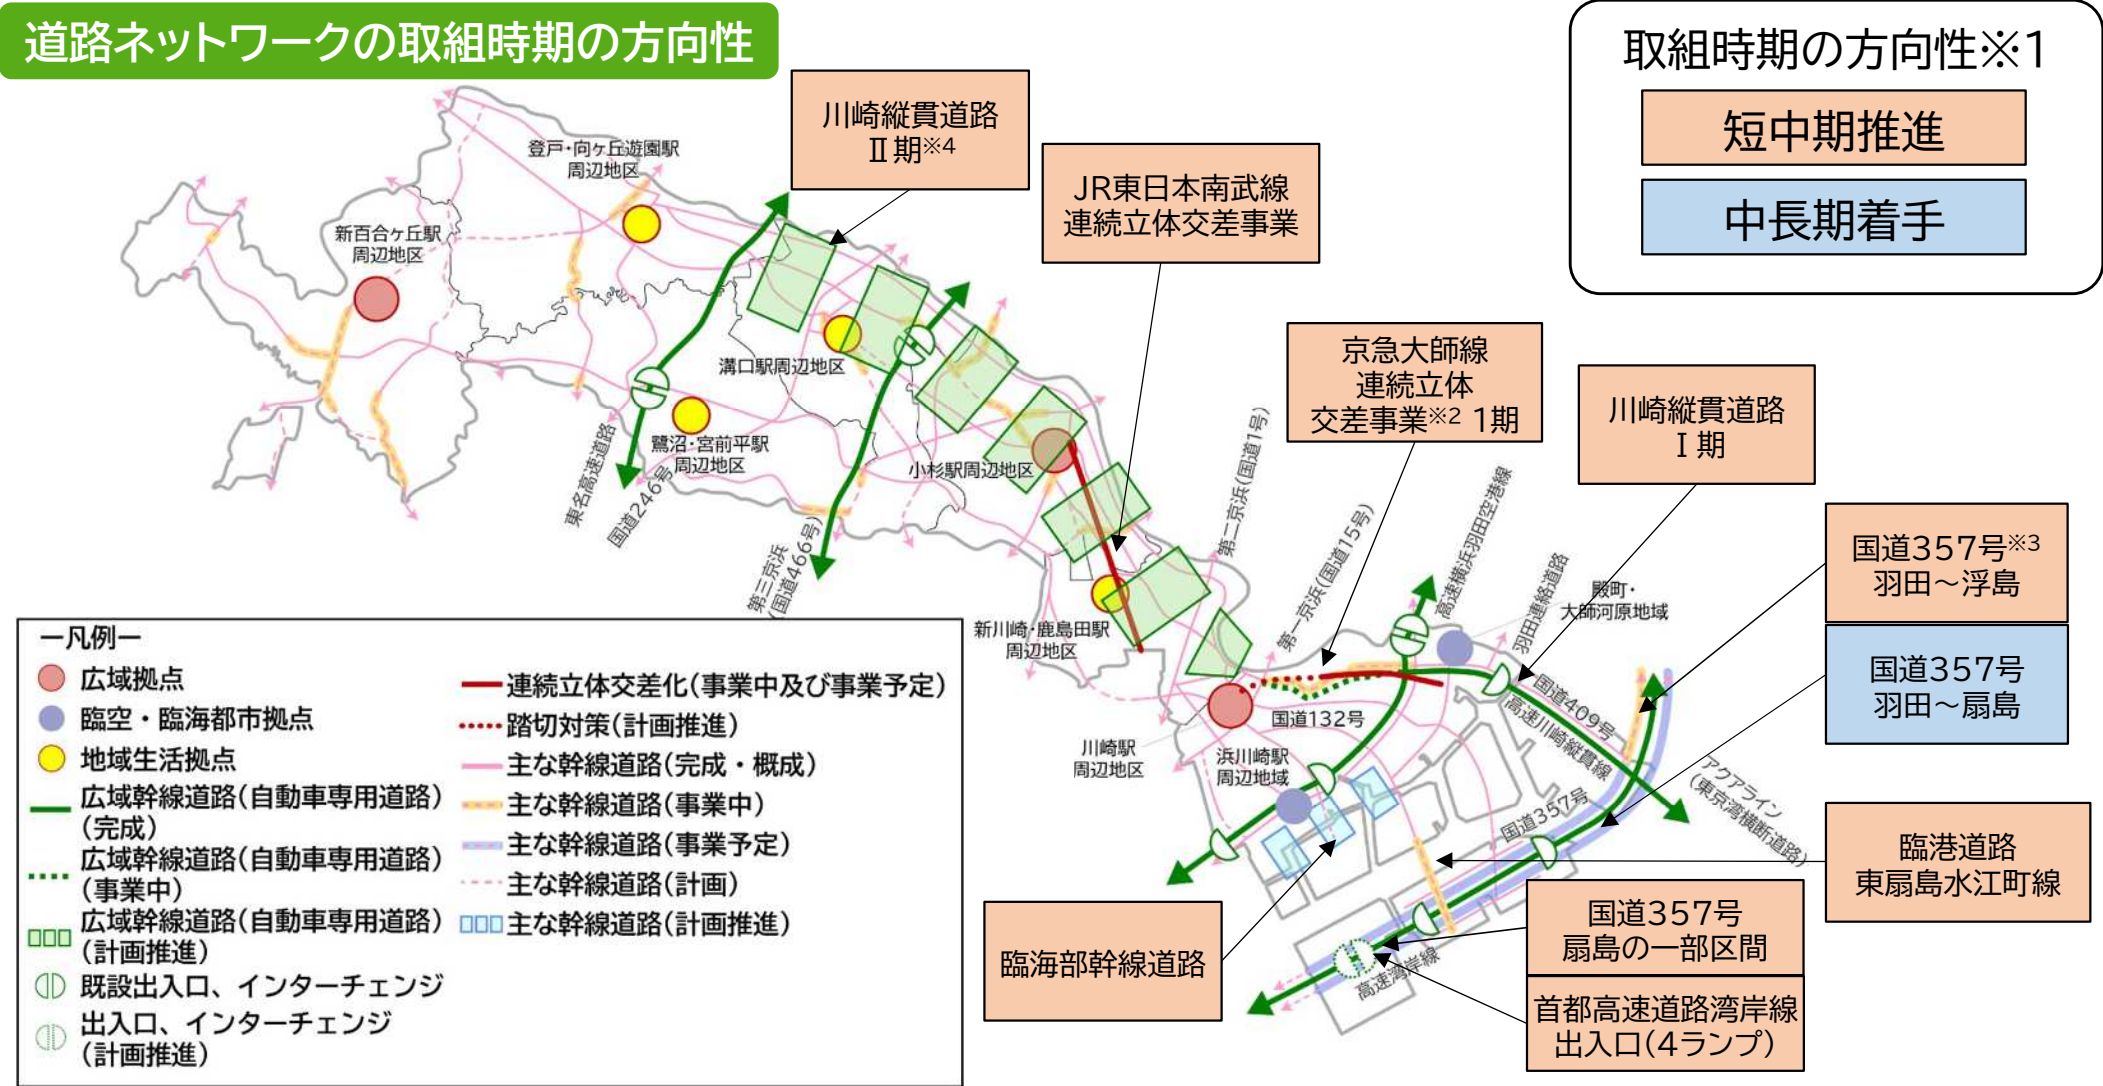 道路ネットワークの取組時期の方向性
取組時期の方向性※1
短中期推進
中長期着手
川崎縦貫道路
Ⅱ期※4
JR東日本南武線
連続立体交差事業
京急大師線
連続立体
交差事業※2 1期
川崎縦貫道路
Ⅰ期
国道357号※3
羽田～浮島
国道357号
羽田～扇島
臨港道路
東扇島水江町線
国道357号
扇島の一部区間
首都高速道路湾岸線
出入口(4ランプ)
臨海部幹線道路
登戸・向ヶ丘遊園駅
周辺地区
新百合ケ丘駅
周辺地区
溝口駅周辺地区
鷺沼・宮前平駅
周辺地区
小杉駅周辺地区
新川崎・鹿島田駅
周辺地区
川崎駅
周辺地区
浜川崎駅
周辺地域
殿町・
大師河原地域
東名高速道路
国道246号
第三京浜
(国道466号)
第二京浜(国道1号)
第一京浜(国道15号)
高速横浜羽田空港線
羽田連絡道路
国道409号
高速川崎縦貫線
国道132号
アクアライン
(東京湾横断道路)
国道357号
高速湾岸線
ー凡例ー
広域拠点
臨空・臨海都市拠点
地域生活拠点
広域幹線道路(自動車専用道路)
(完成)
広域幹線道路(自動車専用道路)
(事業中)
広域幹線道路(自動車専用道路)
(計画推進)
既設出入口、インターチェンジ
出入口、インターチェンジ
(計画推進)
連続立体交差化(事業中及び事業予定)
踏切対策(計画推進)
主な幹線道路(完成・概成)
主な幹線道路(事業中)
主な幹線道路(事業予定)
主な幹線道路(計画)
主な幹線道路(計画推進)